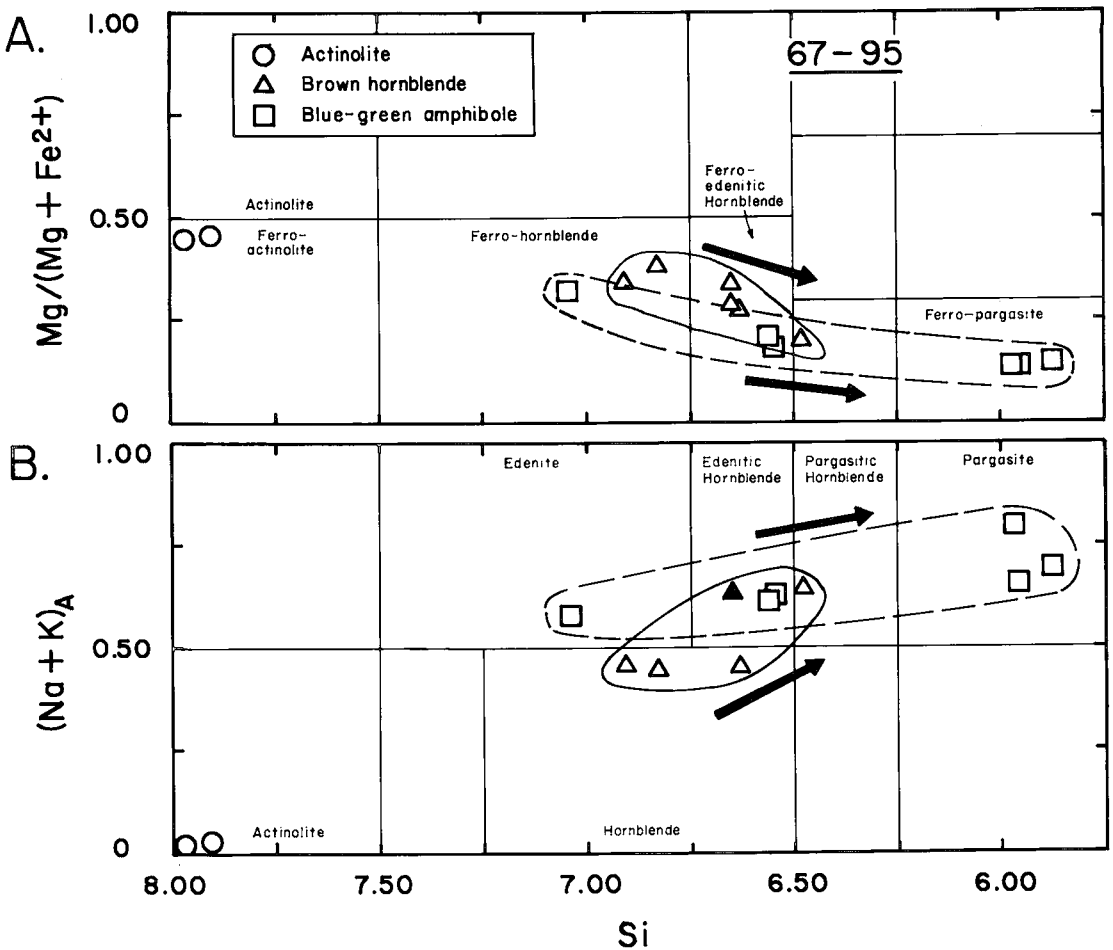 A.
1.00
67-95
Actinolite
Brown hornblende
Blue-green amphibole
Mg/(Mg + Fe2+)
Ferro-
edenitic
Hornblende
Actinolite
0.50
Ferro-
actinolite
Ferro-hornblende
Ferro-pargasite
0
B.
1.00
Edenite
Edenitic
Hornblende
Pargasitic
Hornblende
Pargasite
(Na + K)A
0.50
Actinolite
Hornblende
0
8.00 7.50 7.00 6.50 6.00
Si